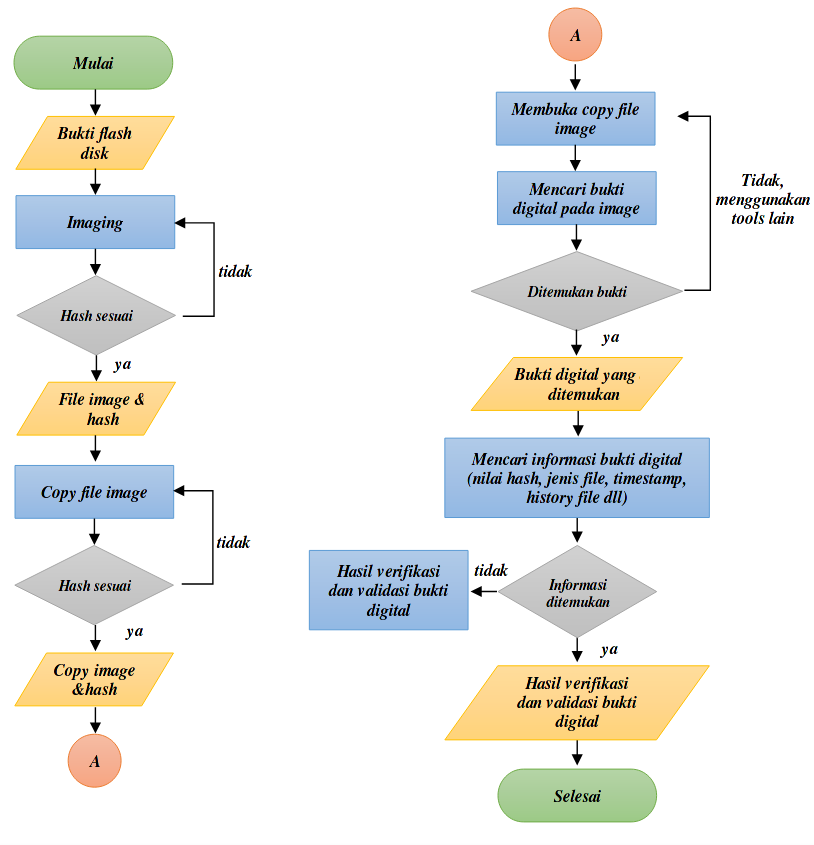 Mulai
Bukti flash
disk
Imaging
tidak
Hash sesuai
ya
File image &
hash
Copy file image
tidak
Hash sesuai
ya
Copy image
&hash
A
A
Membuka copy file
image
Mencari bukti
digital pada image
Tidak,
menggunakan
tools lain
Ditemukan bukti
ya
Bukti digital yang
ditemukan
Mencari informasi bukti digital
(nilai hash, jenis file, timestamp,
history file dll)
Informasi
ditemukan
tidak
Hasil verifikasi
dan validasi bukti
digital
ya
Hasil verifikasi
dan validasi bukti
digital
Selesai